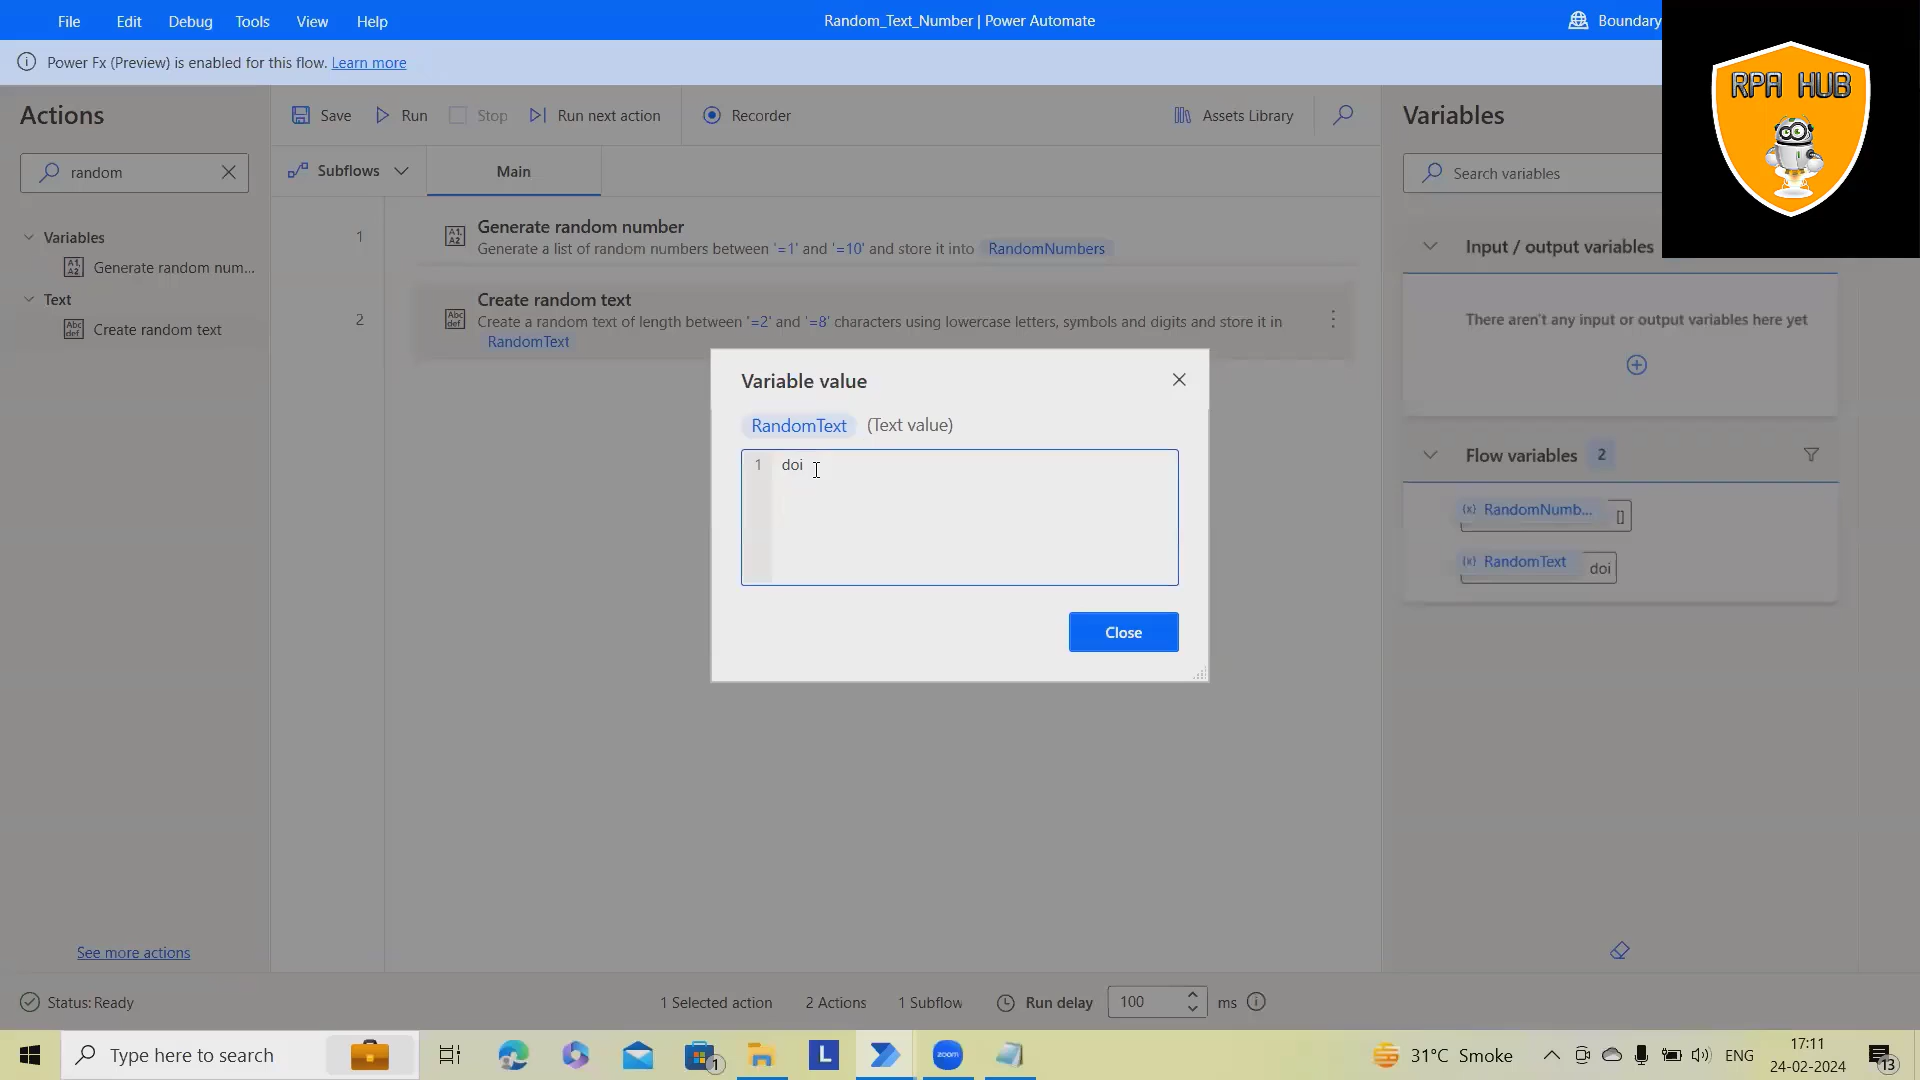 File Edit Debug Tools View Help Random_Text_Number | Power Automate Boundary
Power Fx (Preview) is enabled for this flow. Learn more
RPA HUB
Actions Save Run Stop Run next action Recorder Assets Library Variables
random Subflows Main Search variables
Variables
Generate random num...
Text
Create random text
1 Generate random number
Generate a list of random numbers between '=1' and '=10' and store it into RandomNumbers
2 Create random text
Create a random text of length between '=2' and '=8' characters using lowercase letters, symbols and digits and store it in
RandomText
Input / output variables
There aren't any input or output variables here yet
Flow variables 2
RandomNumb... []
RandomText doi
Variable value
RandomText (Text value)
1 doi
Close
See more actions
Status: Ready 1 Selected action 2 Actions 1 Subflow Run delay 100 ms
Type here to search 1 L zoom 31°C Smoke ENG 17:11
24-02-2024 13